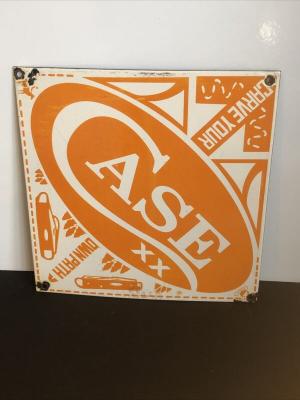 CARVE YOUR
CASE
XX
OWN PATH